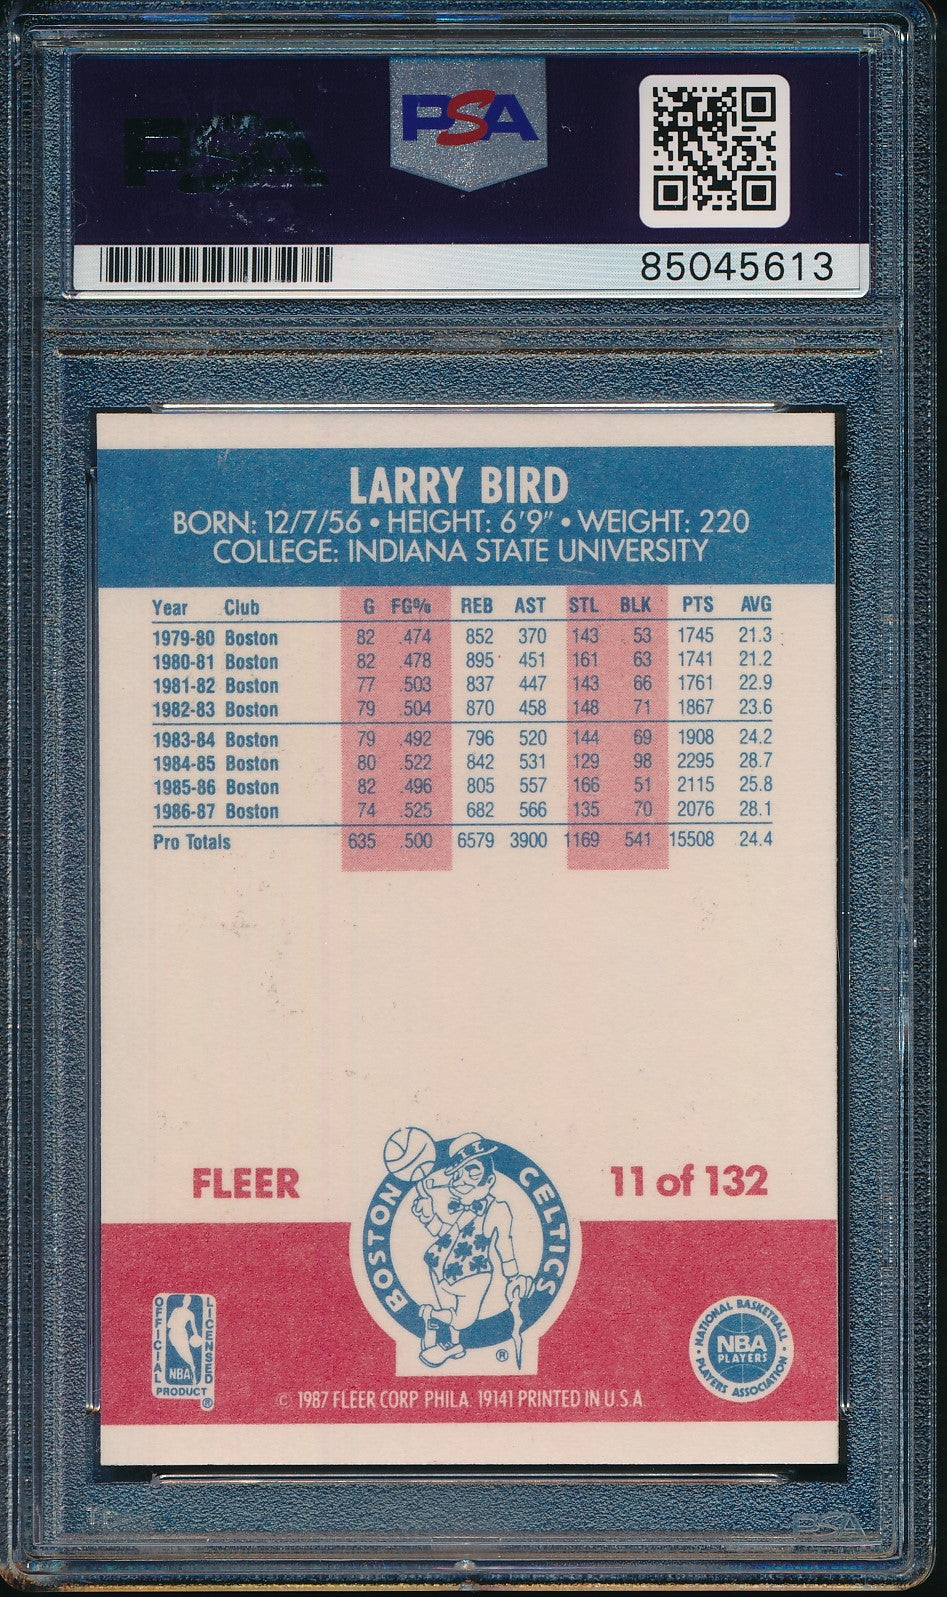 PSA
PSA
85045613
LARRY BIRD
BORN: 12/7/56 • HEIGHT: 6'9" • WEIGHT: 220
COLLEGE: INDIANA STATE UNIVERSITY
Year Club G FG% REB AST STL BLK PTS AVG
1979-80 Boston 82 .474 852 370 143 53 1745 21.3
1980-81 Boston 82 .478 895 451 161 63 1741 21.2
1981-82 Boston 77 .503 837 447 143 66 1761 22.9
1982-83 Boston 79 .504 870 458 148 71 1867 23.6
1983-84 Boston 79 .492 796 520 144 69 1908 24.2
1984-85 Boston 80 .522 842 531 129 98 2295 28.7
1985-86 Boston 82 .496 805 557 166 51 2115 25.8
1986-87 Boston 74 .525 682 566 135 70 2076 28.1
Pro Totals 635 .500 6579 3900 1169 541 15508 24.4
FLEER
11 of 132
BOSTON CELTICS
®
OFFICIAL LICENSED
NBA
PRODUCT ®
• NATIONAL BASKETBALL •
NBA
PLAYERS
PLAYERS ASSOCIATION
© 1987 FLEER CORP PHILA. 19141 PRINTED IN U.S.A.
PSA